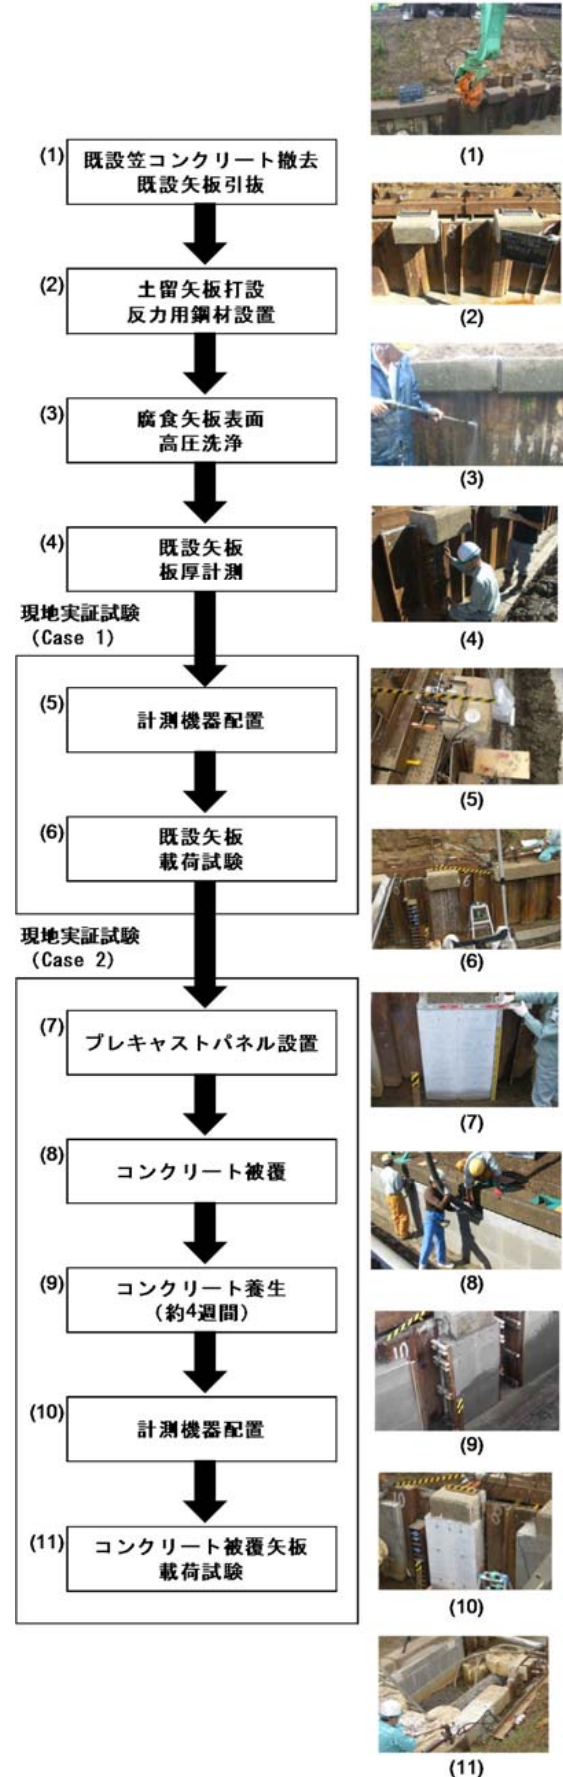 (1)
既設笠コンクリート撤去
既設矢板引抜
(2)
土留矢板打設
反力用鋼材設置
(3)
腐食矢板表面
高圧洗浄
(4)
既設矢板
板厚計測
現地実証試験
(Case 1)
(5)
計測機器配置
(6)
既設矢板
載荷試験
現地実証試験
(Case 2)
(7)
プレキャストパネル設置
(8)
コンクリート被覆
(9)
コンクリート養生
(約4週間)
(10)
計測機器配置
(11)
コンクリート被覆矢板
載荷試験
(1)
(2)
(3)
(4)
(5)
(6)
(7)
(8)
(9)
(10)
(11)